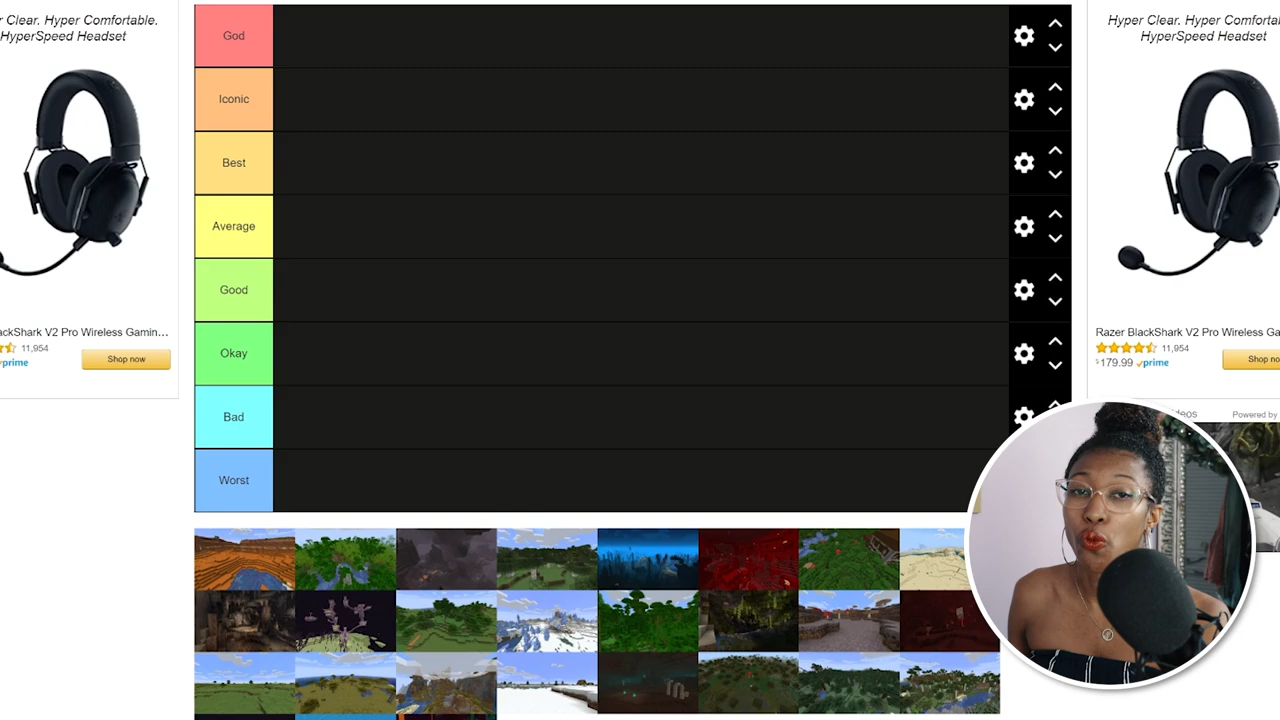 r Clear. Hyper Comfortable.
HyperSpeed Headset
God
Iconic
Best
Average
Good
Okay
Bad
Worst
ackShark V2 Pro Wireless Gamin…
11,954
prime
Shop now
Hyper Clear. Hyper Comforta
HyperSpeed Headset
Razer BlackShark V2 Pro Wireless Ga
11,954
$179.99 prime
Shop no
deos
Powered by